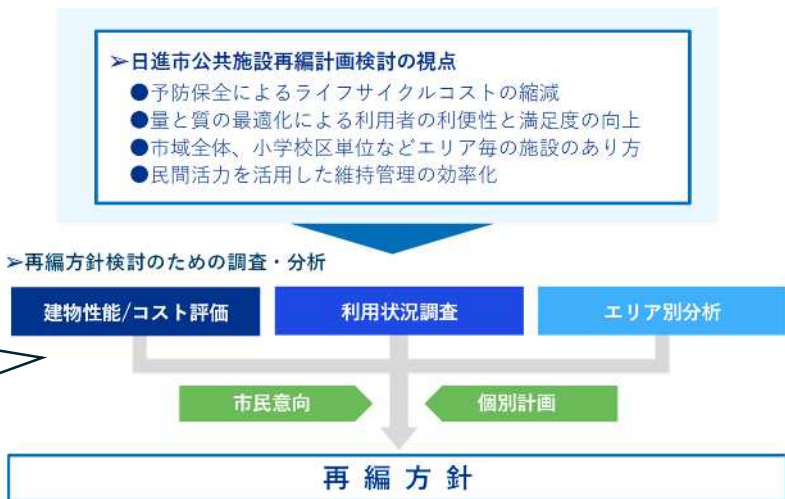 ➢日進市公共施設再編計画検討の視点
●予防保全によるライフサイクルコストの縮減
●量と質の最適化による利用者の利便性と満足度の向上
●市域全体、小学校区単位などエリア毎の施設のあり方
●民間活力を活用した維持管理の効率化
➢再編方針検討のための調査・分析
建物性能/コスト評価
利用状況調査
エリア別分析
市民意向
個別計画
再編方針